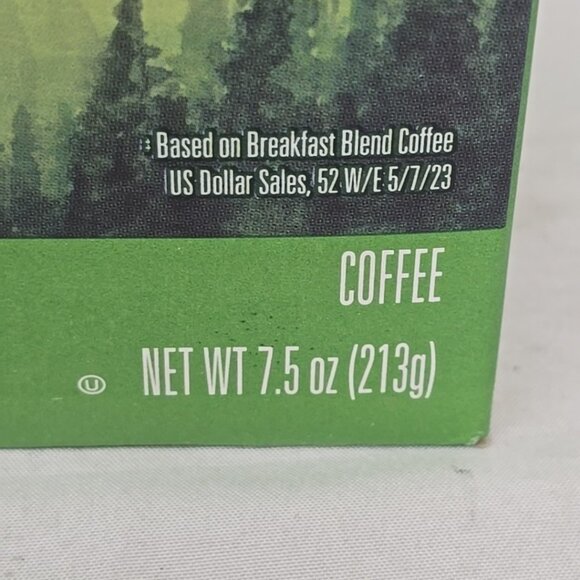 ‡Based on Breakfast Blend Coffee
US Dollar Sales, 52 W/E 5/7/23
COFFEE
Ⓤ NET WT 7.5 oz (213g)